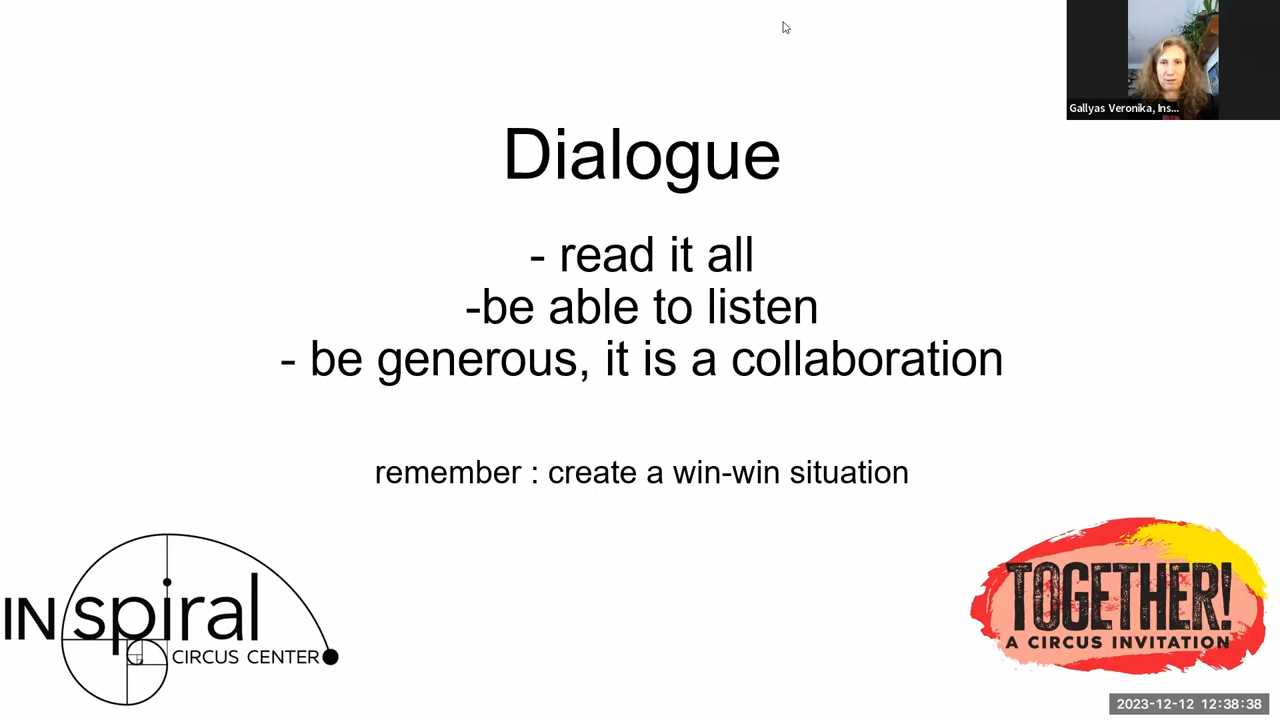 Gallyas Veronika, Ins...
Dialogue
- read it all
-be able to listen
- be generous, it is a collaboration
remember : create a win-win situation
INspiral
CIRCUS CENTER
TOGETHER!
A CIRCUS INVITATION
2023-12-12 12:38:38